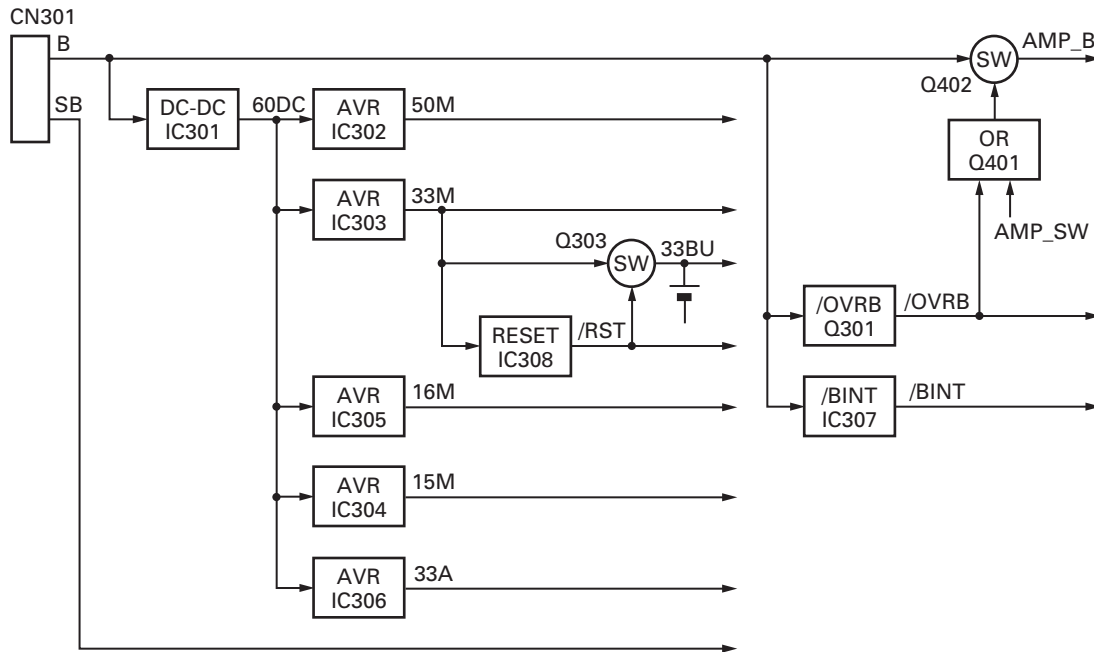 CN301
B
SB
DC-DC
IC301
60DC
AVR
IC302
50M
AVR
IC303
33M
Q303
SW
33BU
RESET
IC308
/RST
AVR
IC305
16M
AVR
IC304
15M
AVR
IC306
33A
SW
Q402
AMP_B
OR
Q401
AMP_SW
/OVRB
Q301
/OVRB
/BINT
IC307
/BINT